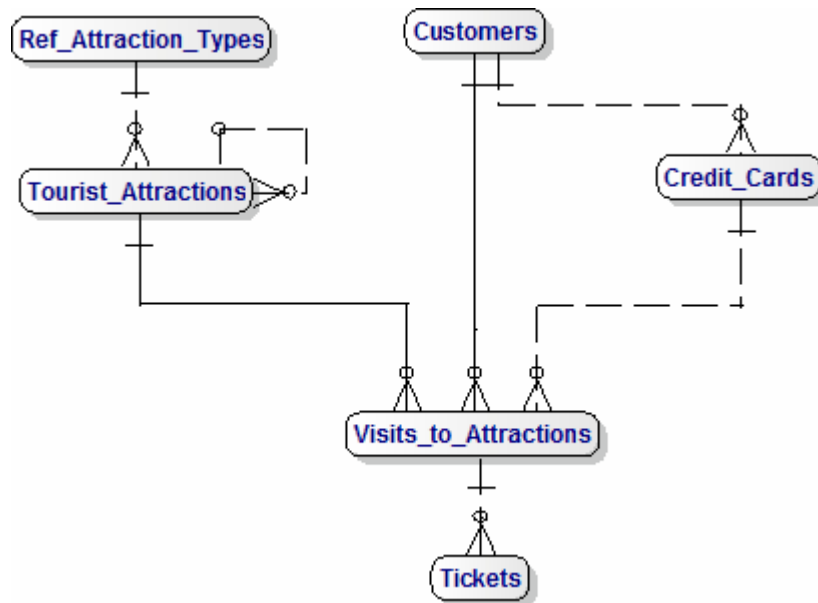 Ref_Attraction_Types
Customers
Tourist_Attractions
Credit_Cards
Visits_to_Attractions
Tickets